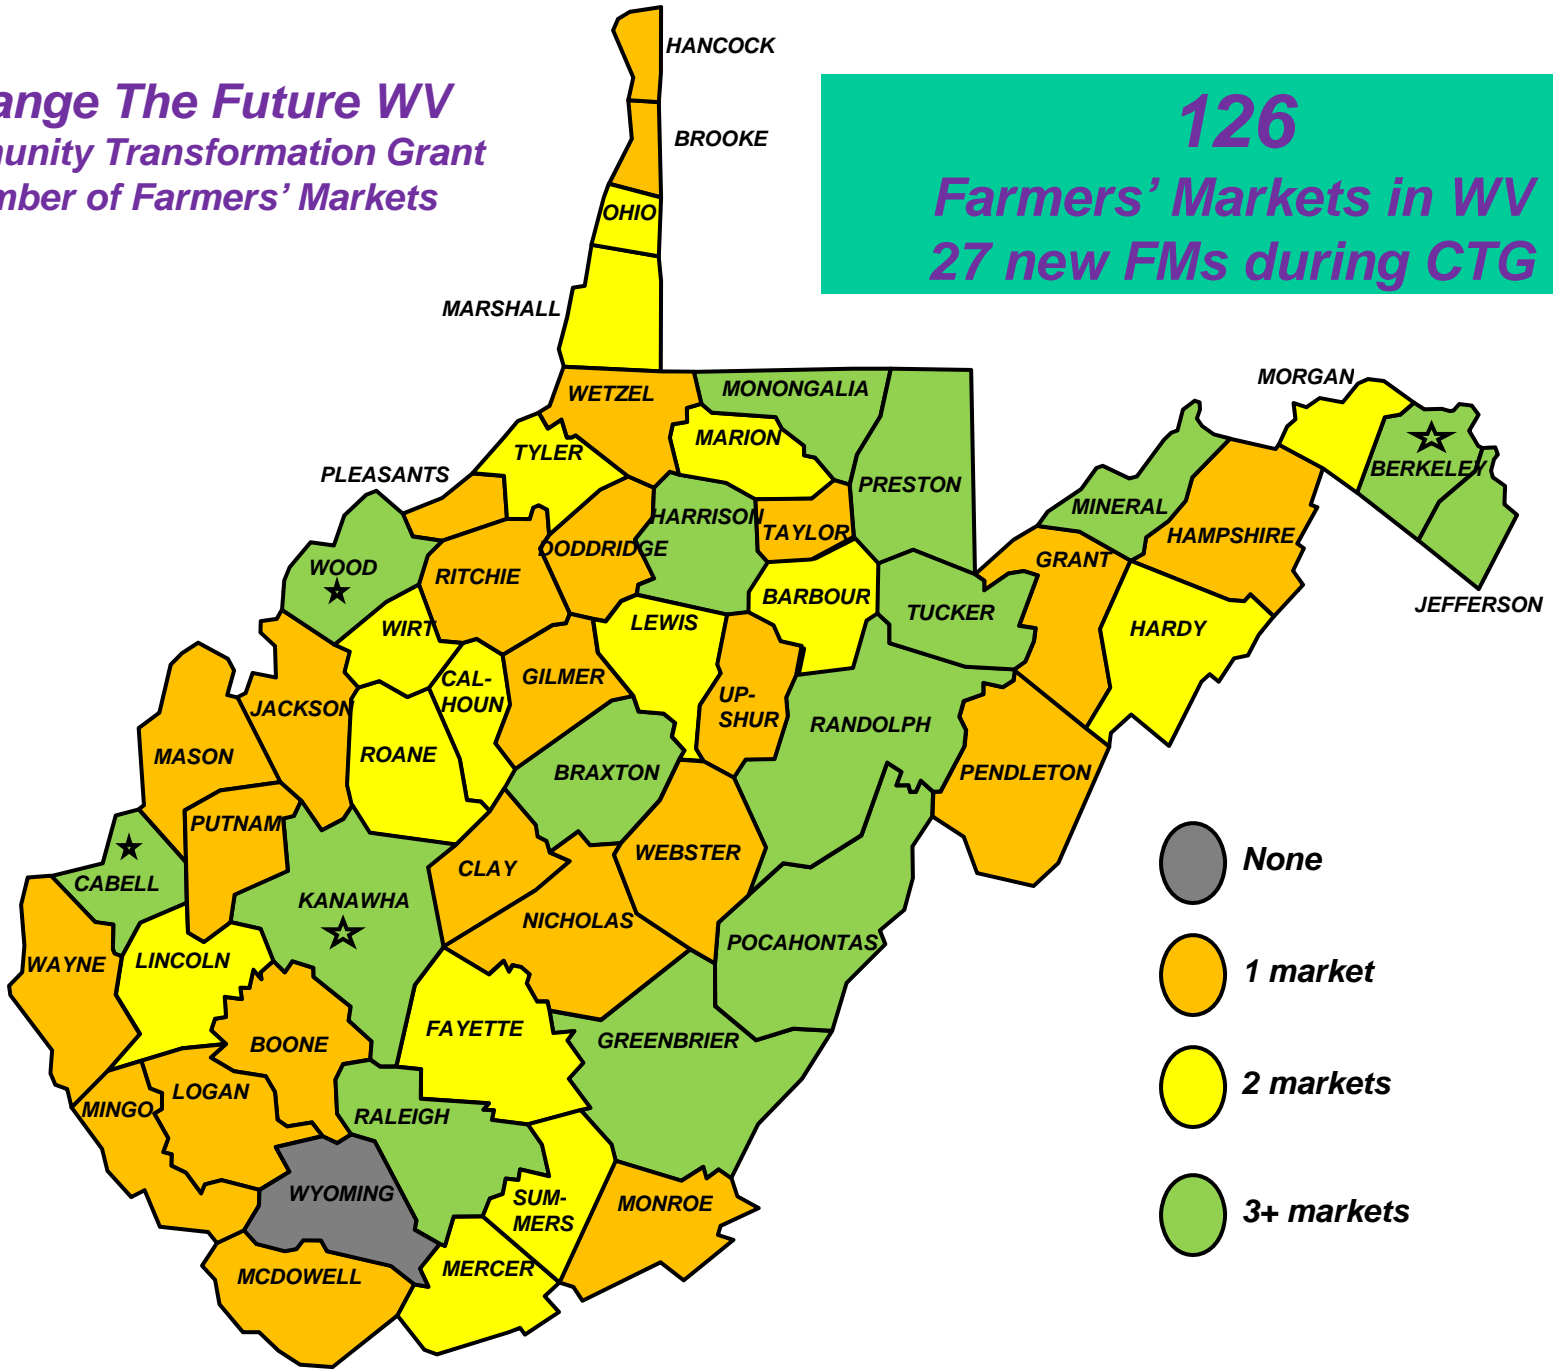 ange The Future WV
unity Transformation Grant
mber of Farmers’ Markets
126
Farmers’ Markets in WV
27 new FMs during CTG
HANCOCK
BROOKE
OHIO
MARSHALL
WETZEL
MONONGALIA
MORGAN
MARION
TYLER
PLEASANTS
PRESTON
BERKELEY
MINERAL
HARRISON
TAYLOR
HAMPSHIRE
DODDRIDGE
GRANT
WOOD
RITCHIE
BARBOUR
TUCKER
JEFFERSON
WIRT
LEWIS
HARDY
CAL-
HOUN
GILMER
UP-
SHUR
JACKSON
RANDOLPH
MASON
ROANE
BRAXTON
PENDLETON
PUTNAM
WEBSTER
None
CLAY
CABELL
KANAWHA
NICHOLAS
POCAHONTAS
WAYNE
LINCOLN
1 market
FAYETTE
GREENBRIER
BOONE
LOGAN
2 markets
MINGO
RALEIGH
WYOMING
SUM-
MERS
MONROE
3+ markets
MCDOWELL
MERCER